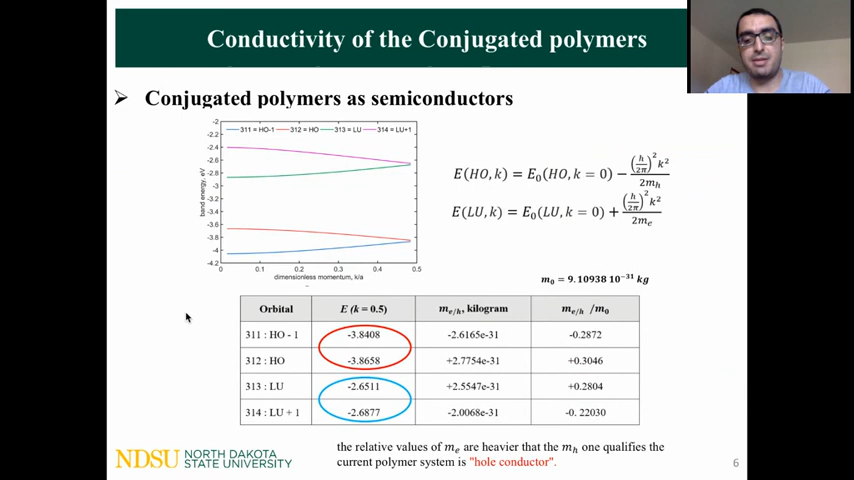 Conductivity of the Conjugated polymers
➢ Conjugated polymers as semiconductors
311 = HO-1 312 = HO 313 = LU 314 = LU+1
-2
-2.2
-2.4
-2.6
-2.8
-3
-3.2
-3.4
-3.6
-3.8
-4
-4.2
band energy, eV
0 0.1 0.2 0.3 0.4 0.5
dimensionless momentum, k/a
E(HO, k) = E₀(HO, k = 0) − (h/2π)² k² / 2mₕ
E(LU, k) = E₀(LU, k = 0) + (h/2π)² k² / 2mₑ
m₀ = 9.10938 10⁻³¹ kg
Orbital E (k = 0.5) mₑ/ₕ, kilogram mₑ/ₕ /m₀
311 : HO - 1 -3.8408 -2.6165e-31 -0.2872
312 : HO -3.8658 +2.7754e-31 +0.3046
313 : LU -2.6511 +2.5547e-31 +0.2804
314 : LU + 1 -2.6877 -2.0068e-31 -0. 22030
the relative values of mₑ are heavier that the mₕ one qualifies the
current polymer system is "hole conductor".
NDSU NORTH DAKOTA
STATE UNIVERSITY
6